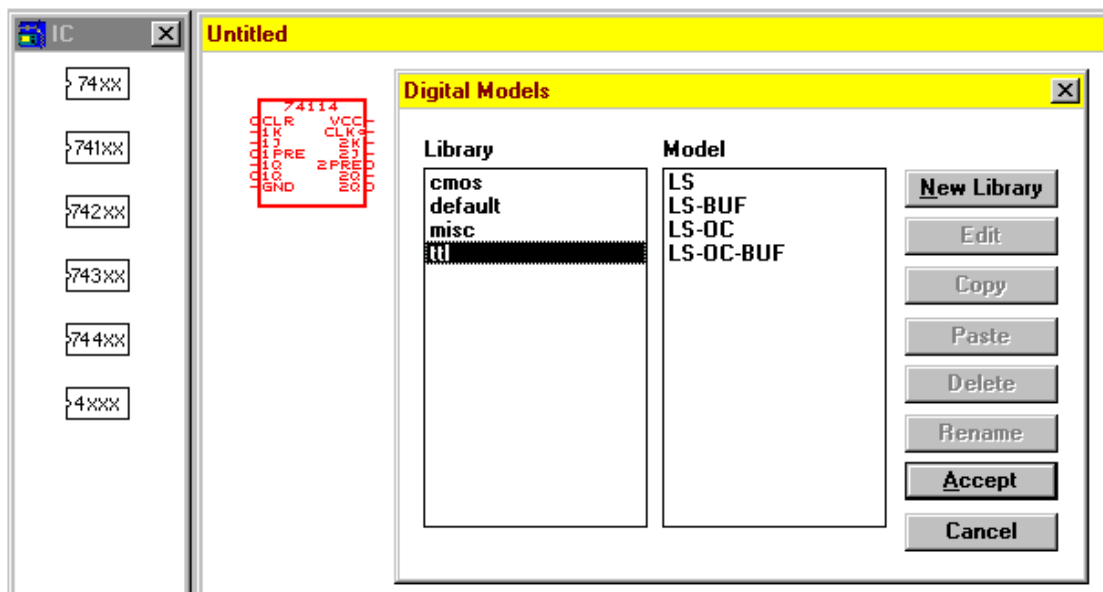 IC
74xx
741xx
742xx
743xx
744xx
4xxx
Untitled
74114
CLR VCC
1K CLK
1J 2K
1PRE 2J
1Q 2PRE
1Q 2Q
GND 2Q
Digital Models
Library
cmos
default
misc
ttl
Model
LS
LS-BUF
LS-OC
LS-OC-BUF
New Library
Edit
Copy
Paste
Delete
Rename
Accept
Cancel